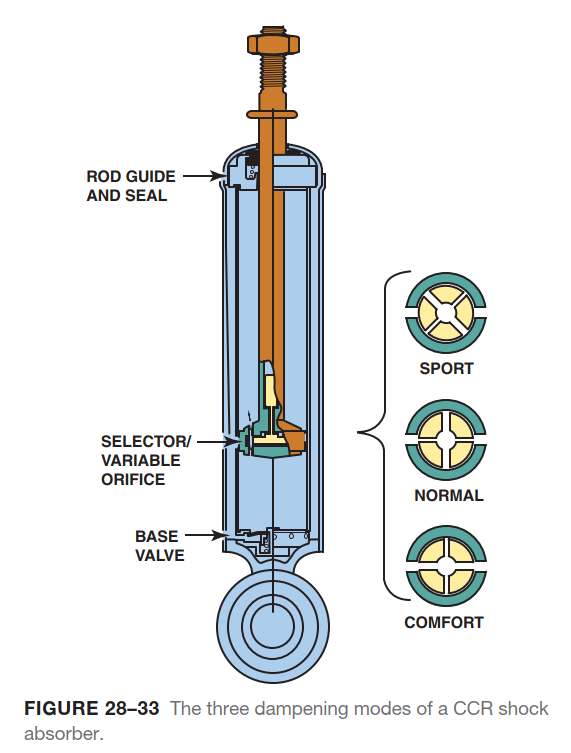 ROD GUIDE
AND SEAL
SELECTOR/
VARIABLE
ORIFICE
BASE
VALVE
SPORT
NORMAL
COMFORT
FIGURE 28–33 The three dampening modes of a CCR shock
absorber.